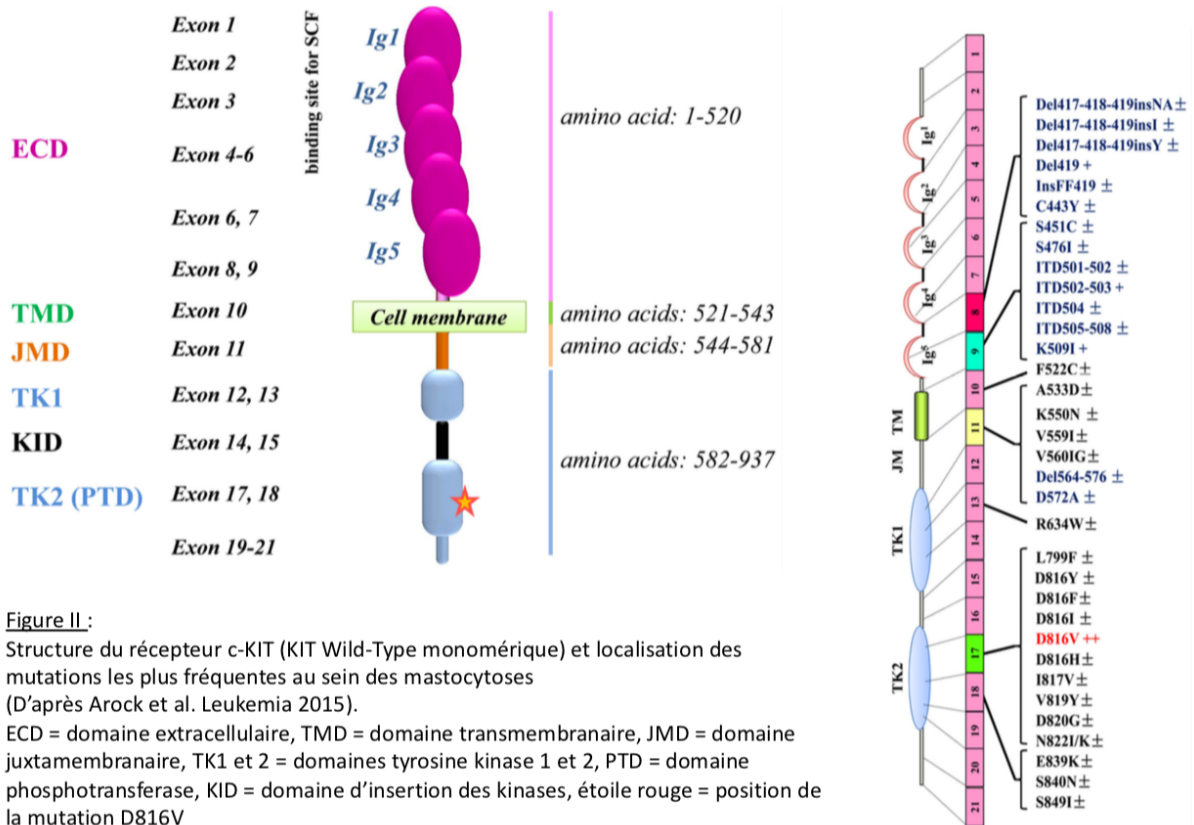 Exon 1
Exon 2
Exon 3
ECD
Exon 4-6
Exon 6, 7
Exon 8, 9
TMD
Exon 10
JMD
Exon 11
TK1
Exon 12, 13
KID
Exon 14, 15
TK2 (PTD)
Exon 17, 18
Exon 19-21
binding site for SCF
Ig1
Ig2
Ig3
Ig4
Ig5
Cell membrane
amino acid: 1-520
amino acids: 521-543
amino acids: 544-581
amino acids: 582-937
Ig1
Ig2
Ig3
Ig4
Ig5
TM
JM
TK1
TK2
1
2
3
4
5
6
7
8
9
10
11
12
13
14
15
16
17
18
19
20
21
Del417-418-419insNA±
Del417-418-419insI ±
Del417-418-419insY ±
Del419 +
InsFF419 ±
C443Y ±
S451C ±
S476I ±
ITD501-502 ±
ITD502-503 +
ITD504 ±
ITD505-508 ±
K509I +
F522C±
A533D±
K550N ±
V559I±
V560IG±
Del564-576 ±
D572A ±
R634W±
L799F ±
D816Y ±
D816F±
D816I ±
D816V ++
D816H±
I817V±
V819Y±
D820G±
N822I/K±
E839K±
S840N±
S849I±
Figure II :
Structure du récepteur c-KIT (KIT Wild-Type monomérique) et localisation des
mutations les plus fréquentes au sein des mastocytoses
(D'après Arock et al. Leukemia 2015).
ECD = domaine extracellulaire, TMD = domaine transmembranaire, JMD = domaine
juxtamembranaire, TK1 et 2 = domaines tyrosine kinase 1 et 2, PTD = domaine
phosphotransferase, KID = domaine d'insertion des kinases, étoile rouge = position de
la mutation D816V